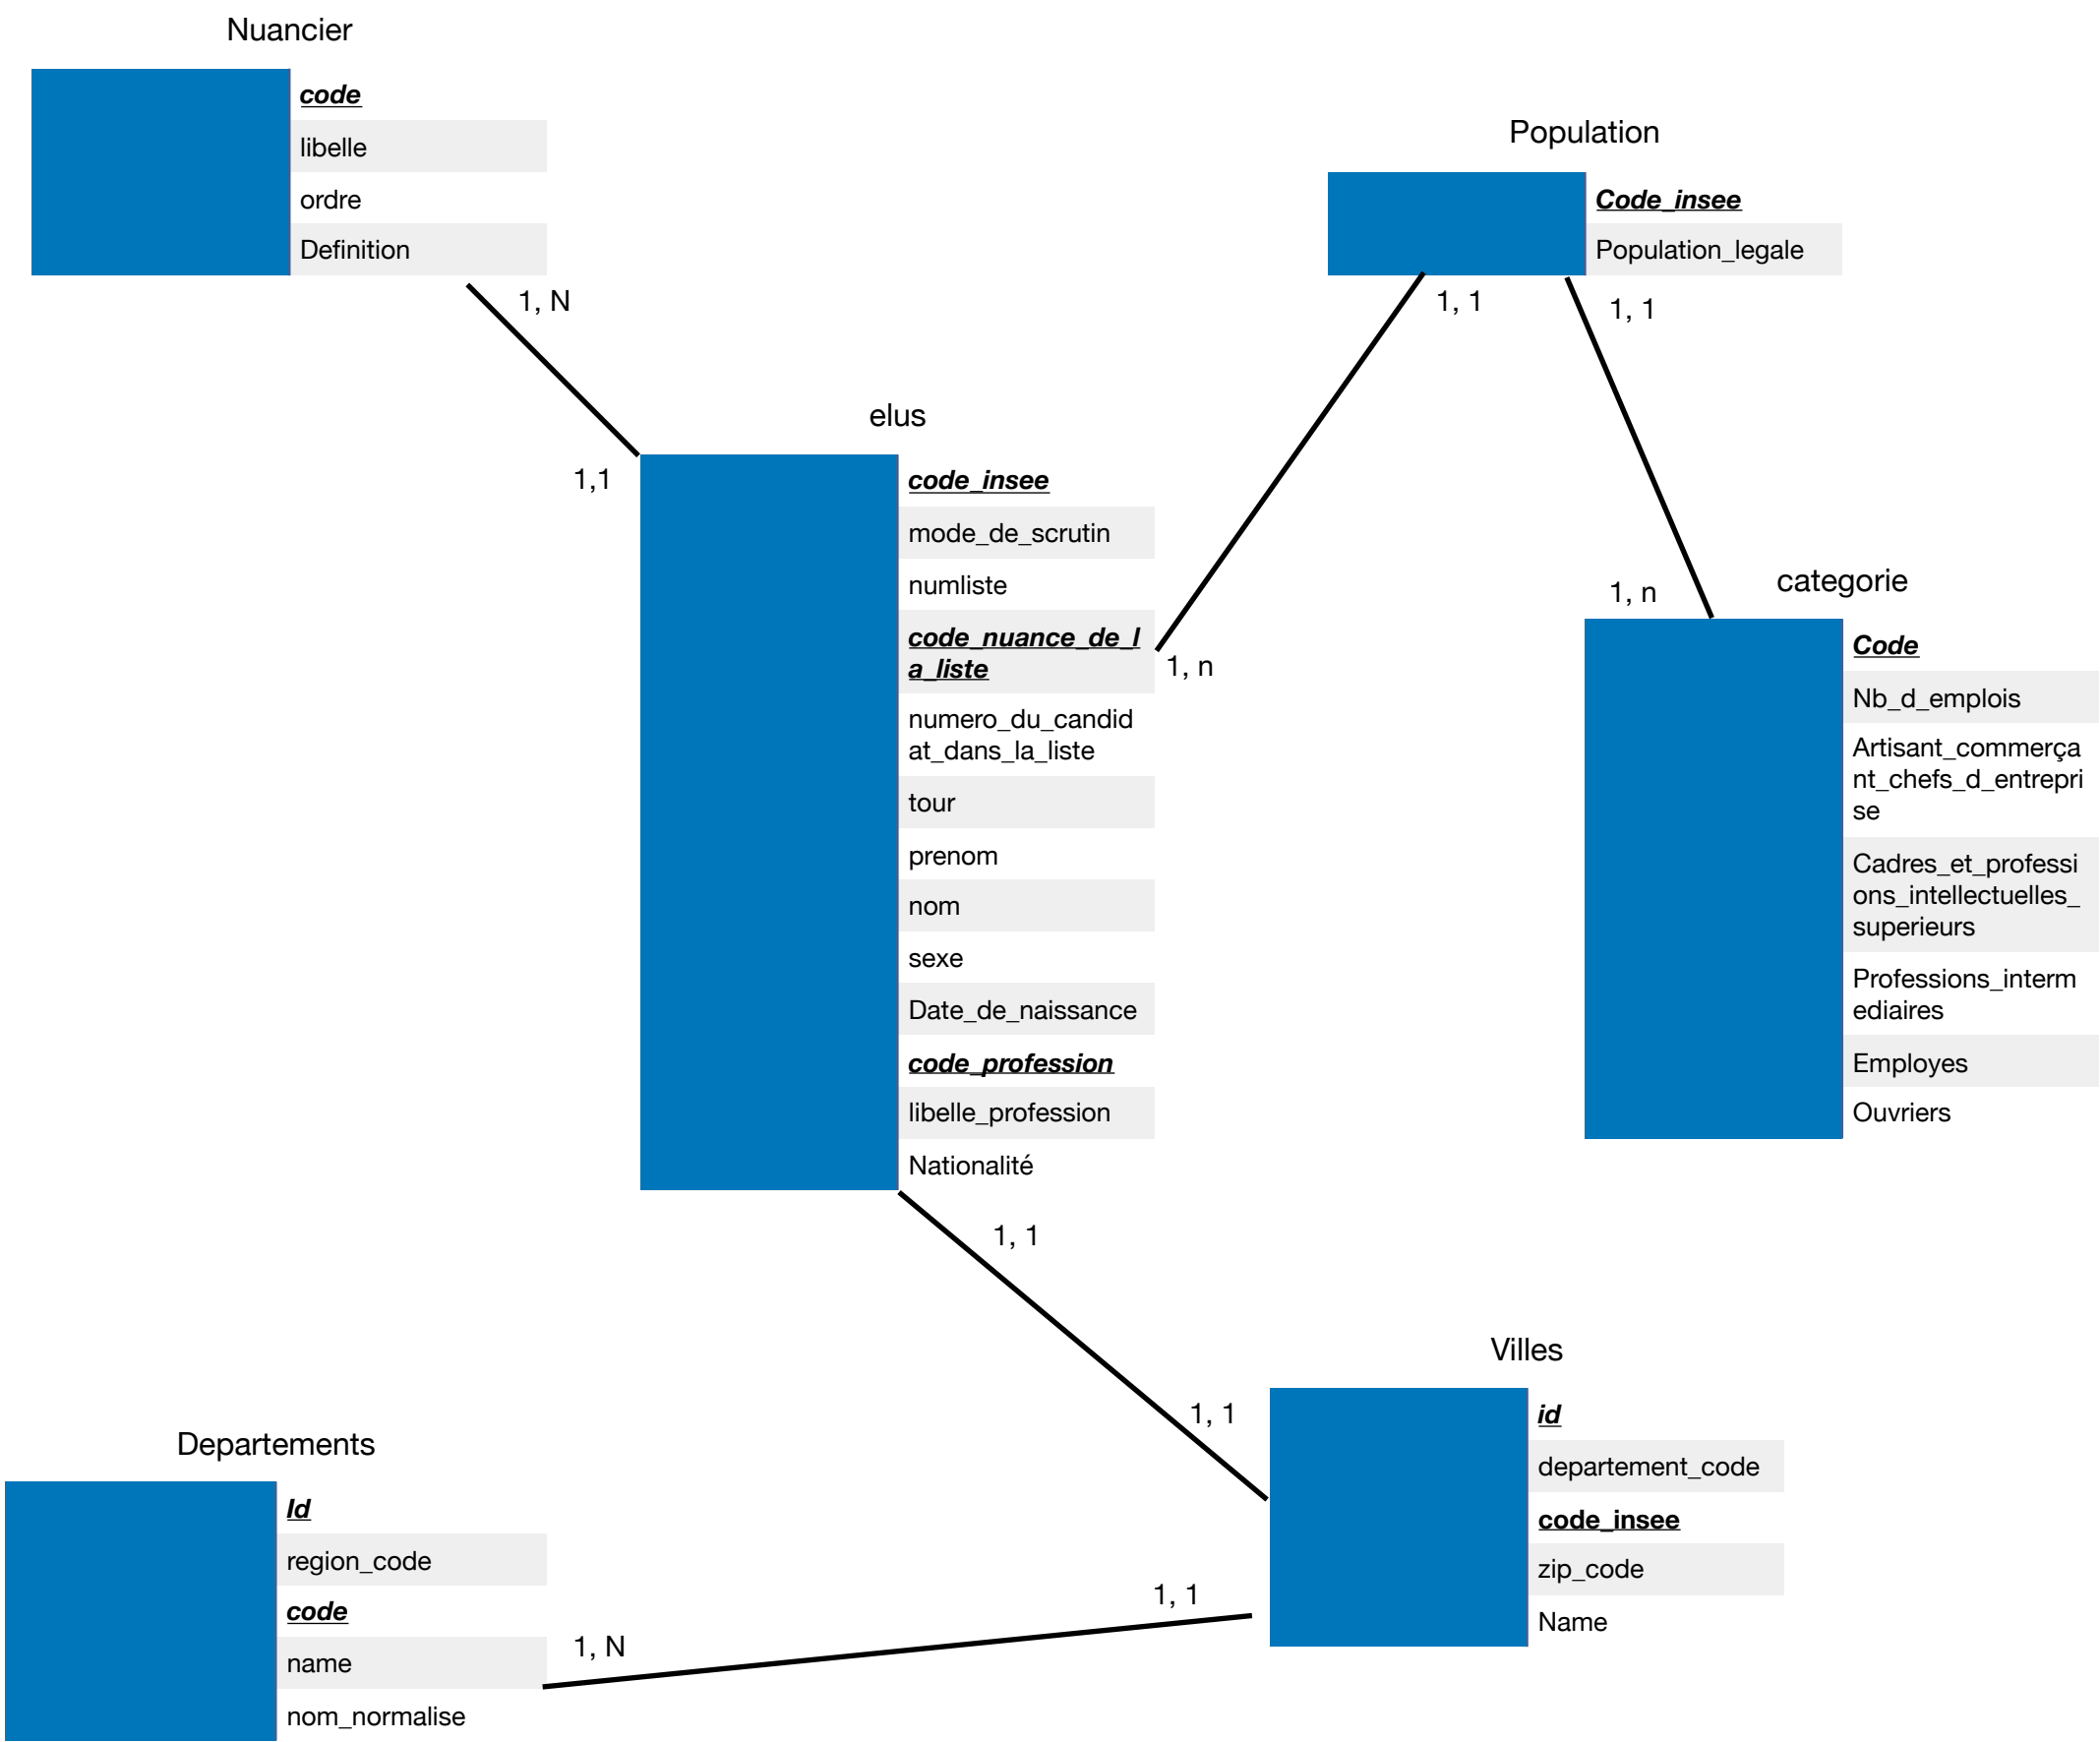 Nuancier
code
libelle
ordre
Definition
1, N
Population
Code_insee
Population_legale
1, 1
1, 1
elus
1,1
code_insee
mode_de_scrutin
numliste
code_nuance_de_l
a_liste
numero_du_candid
at_dans_la_liste
tour
prenom
nom
sexe
Date_de_naissance
code_profession
libelle_profession
Nationalité
1, n
1, n
categorie
Code
Nb_d_emplois
Artisant_commerça
nt_chefs_d_entrepri
se
Cadres_et_professi
ons_intellectuelles_
superieurs
Professions_interm
ediaires
Employes
Ouvriers
1, 1
1, 1
Villes
id
departement_code
code_insee
zip_code
Name
Departements
Id
region_code
code
name
nom_normalise
1, N
1, 1